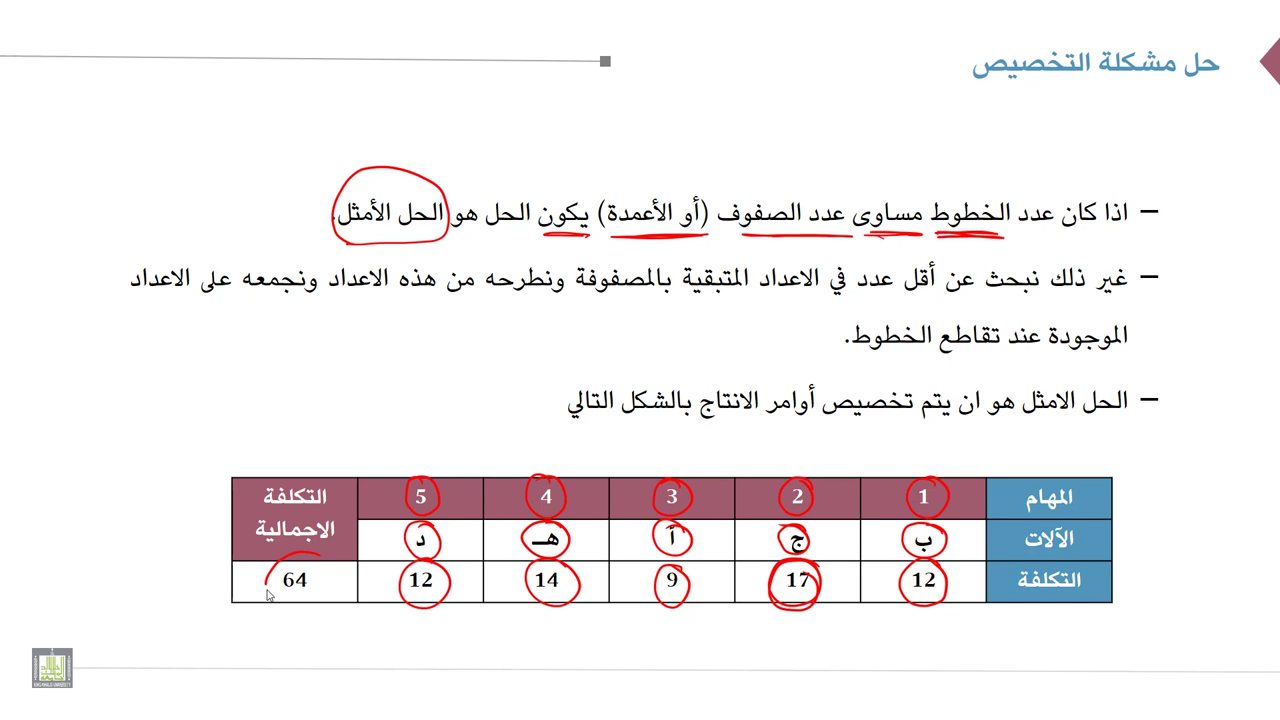 حل مشكلة التخصيص
– اذا كان عدد الخطوط مساوى عدد الصفوف (أو الأعمدة) يكون الحل هو الحل الأمثل.
– غير ذلك نبحث عن أقل عدد في الاعداد المتبقية بالمصفوفة ونطرحه من هذه الاعداد ونجمعه على الاعداد
الموجودة عند تقاطع الخطوط.
– الحل الامثل هو ان يتم تخصيص أوامر الانتاج بالشكل التالي
المهام 1 2 3 4 5 التكلفة الاجمالية
الآلات ب ج أ هـ د
التكلفة 12 17 9 14 12 64